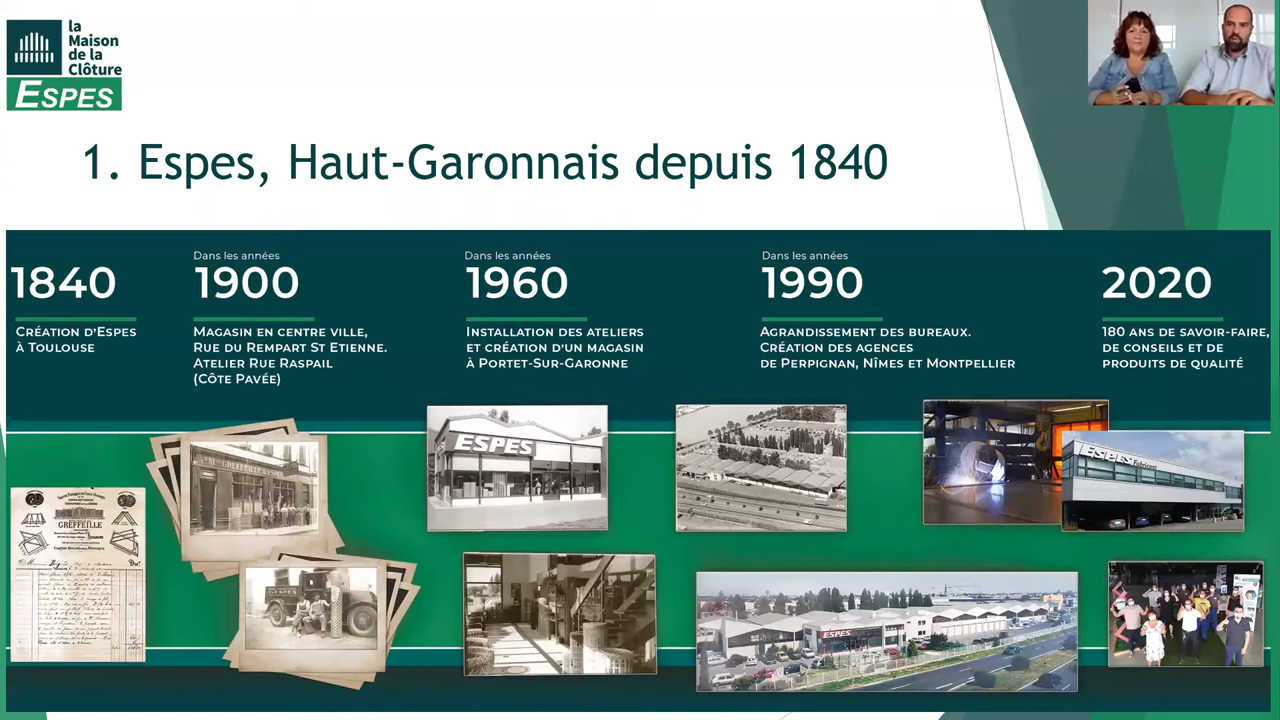 la
Maison
de la
Clôture
ESPES
1. Espes, Haut-Garonnais depuis 1840
1840
CRÉATION D'ESPES
À TOULOUSE
Dans les années
1900
MAGASIN EN CENTRE VILLE,
RUE DU REMPART ST ETIENNE.
ATELIER RUE RASPAIL
(CÔTE PAVÉE)
Dans les années
1960
INSTALLATION DES ATELIERS
ET CRÉATION D'UN MAGASIN
À PORTET-SUR-GARONNE
Dans les années
1990
AGRANDISSEMENT DES BUREAUX.
CRÉATION DES AGENCES
DE PERPIGNAN, NÎMES ET MONTPELLIER
2020
180 ANS DE SAVOIR-FAIRE,
DE CONSEILS ET DE
PRODUITS DE QUALITÉ
GREFFEILLE
ESPES
ESPES
ESPES Fabricant
ESPES